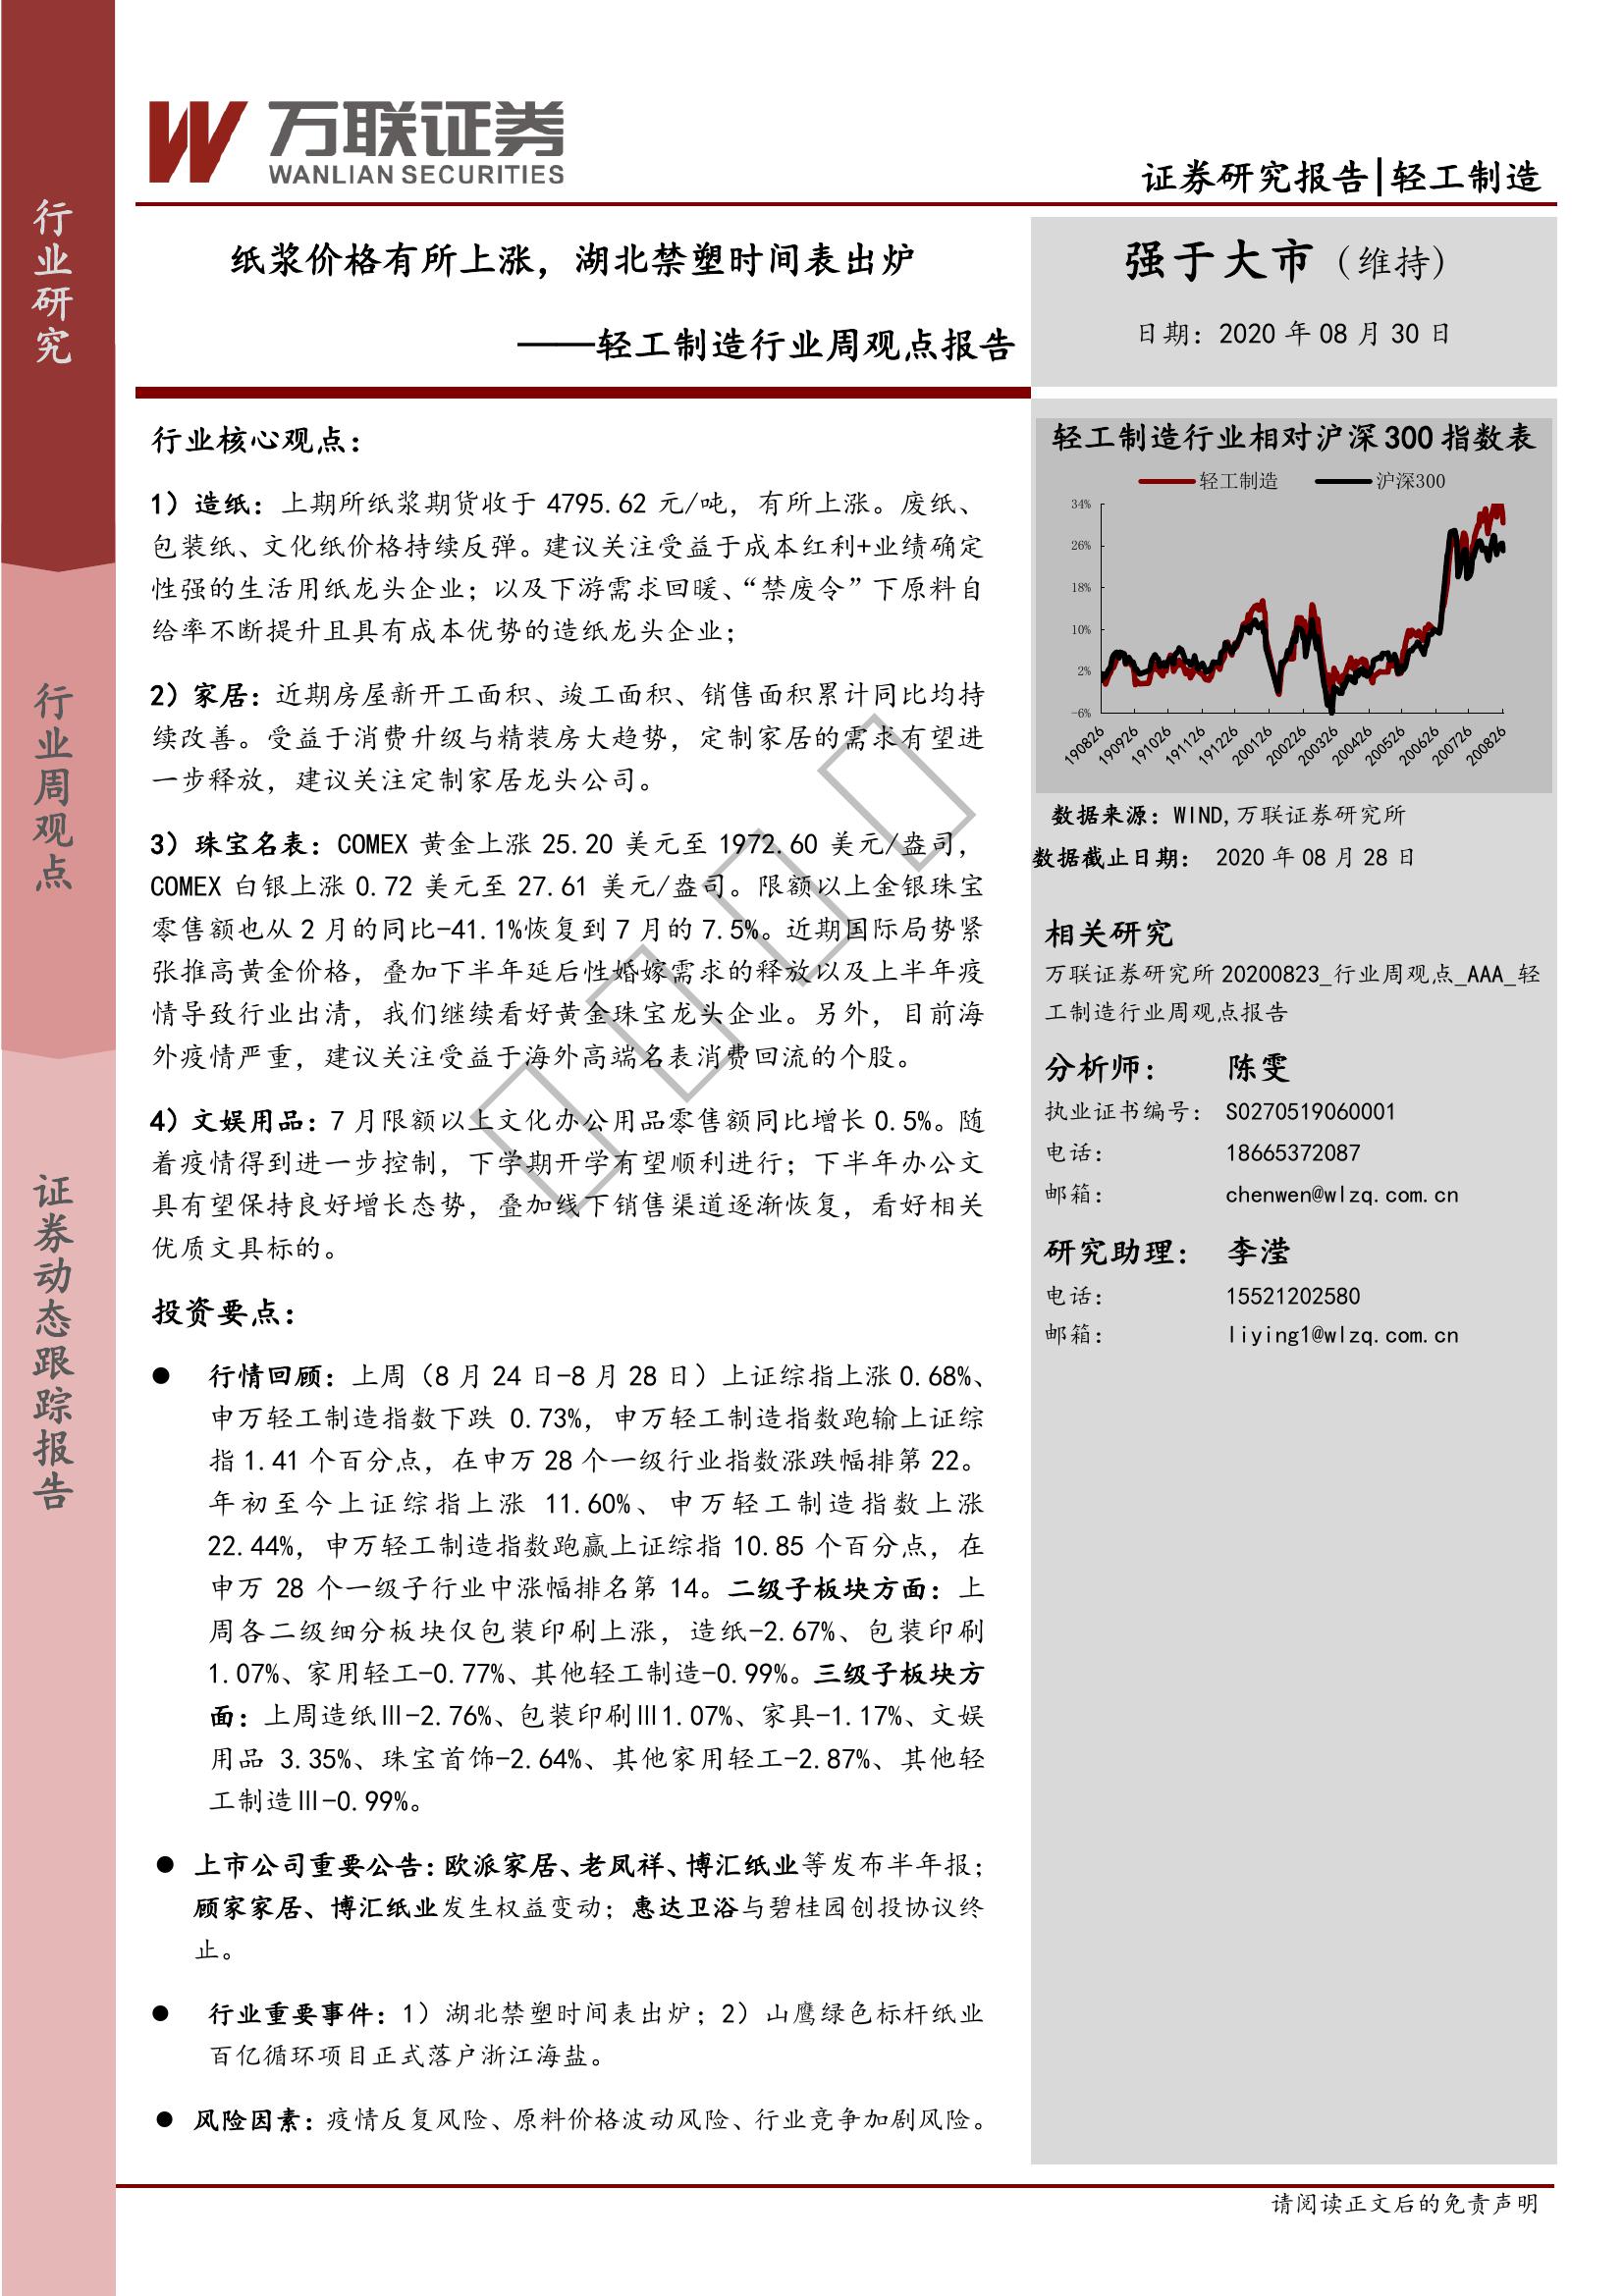 行业研究
行业周观点
证券动态跟踪报告
万联证券
WANLIAN SECURITIES
证券研究报告|轻工制造
纸浆价格有所上涨，湖北禁塑时间表出炉
——轻工制造行业周观点报告
强于大市（维持）
日期：2020 年 08 月 30 日
行业核心观点：
1）造纸：上期所纸浆期货收于 4795.62 元/吨，有所上涨。废纸、
包装纸、文化纸价格持续反弹。建议关注受益于成本红利+业绩确定
性强的生活用纸龙头企业；以及下游需求回暖、“禁废令”下原料自
给率不断提升且具有成本优势的造纸龙头企业；
2）家居：近期房屋新开工面积、竣工面积、销售面积累计同比均持
续改善。受益于消费升级与精装房大趋势，定制家居的需求有望进
一步释放，建议关注定制家居龙头公司。
3）珠宝名表：COMEX 黄金上涨 25.20 美元至 1972.60 美元/盎司，
COMEX 白银上涨 0.72 美元至 27.61 美元/盎司。限额以上金银珠宝
零售额也从 2 月的同比-41.1%恢复到 7 月的 7.5%。近期国际局势紧
张推高黄金价格，叠加下半年延后性婚嫁需求的释放以及上半年疫
情导致行业出清，我们继续看好黄金珠宝龙头企业。另外，目前海
外疫情严重，建议关注受益于海外高端名表消费回流的个股。
4）文娱用品：7 月限额以上文化办公用品零售额同比增长 0.5%。随
着疫情得到进一步控制，下学期开学有望顺利进行；下半年办公文
具有望保持良好增长态势，叠加线下销售渠道逐渐恢复，看好相关
优质文具标的。
投资要点：
● 行情回顾：上周（8 月 24 日-8 月 28 日）上证综指上涨 0.68%、
申万轻工制造指数下跌 0.73%，申万轻工制造指数跑输上证综
指 1.41 个百分点，在申万 28 个一级行业指数涨跌幅排第 22。
年初至今上证综指上涨 11.60%、申万轻工制造指数上涨
22.44%，申万轻工制造指数跑赢上证综指 10.85 个百分点，在
申万 28 个一级子行业中涨幅排名第 14。二级子板块方面：上
周各二级细分板块仅包装印刷上涨，造纸-2.67%、包装印刷
1.07%、家用轻工-0.77%、其他轻工制造-0.99%。三级子板块方
面：上周造纸Ⅲ-2.76%、包装印刷Ⅲ1.07%、家具-1.17%、文娱
用品 3.35%、珠宝首饰-2.64%、其他家用轻工-2.87%、其他轻
工制造Ⅲ-0.99%。
● 上市公司重要公告：欧派家居、老凤祥、博汇纸业等发布半年报；
顾家家居、博汇纸业发生权益变动；惠达卫浴与碧桂园创投协议终
止。
● 行业重要事件：1）湖北禁塑时间表出炉；2）山鹰绿色标杆纸业
百亿循环项目正式落户浙江海盐。
● 风险因素：疫情反复风险、原料价格波动风险、行业竞争加剧风险。
轻工制造行业相对沪深 300 指数表
轻工制造 沪深300
34%
26%
18%
10%
2%
-6%
190826 190926 191026 191126 191226 200126 200226 200326 200426 200526 200626 200726 200826
数据来源：WIND,万联证券研究所
数据截止日期： 2020 年 08 月 28 日
相关研究
万联证券研究所 20200823_行业周观点_AAA_轻
工制造行业周观点报告
分析师： 陈雯
执业证书编号： S0270519060001
电话： 18665372087
邮箱： chenwen@wlzq.com.cn
研究助理： 李滢
电话： 15521202580
邮箱： liying1@wlzq.com.cn
请阅读正文后的免责声明